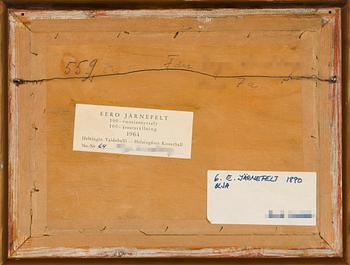 559
EERO JÄRNEFELT
100-vuotisnäyttely
100-årsutställning
1964
Helsingin Taidehalli — Helsingfors Konsthall
No-Nr 64
6. E. JÄRNEFELT 1890